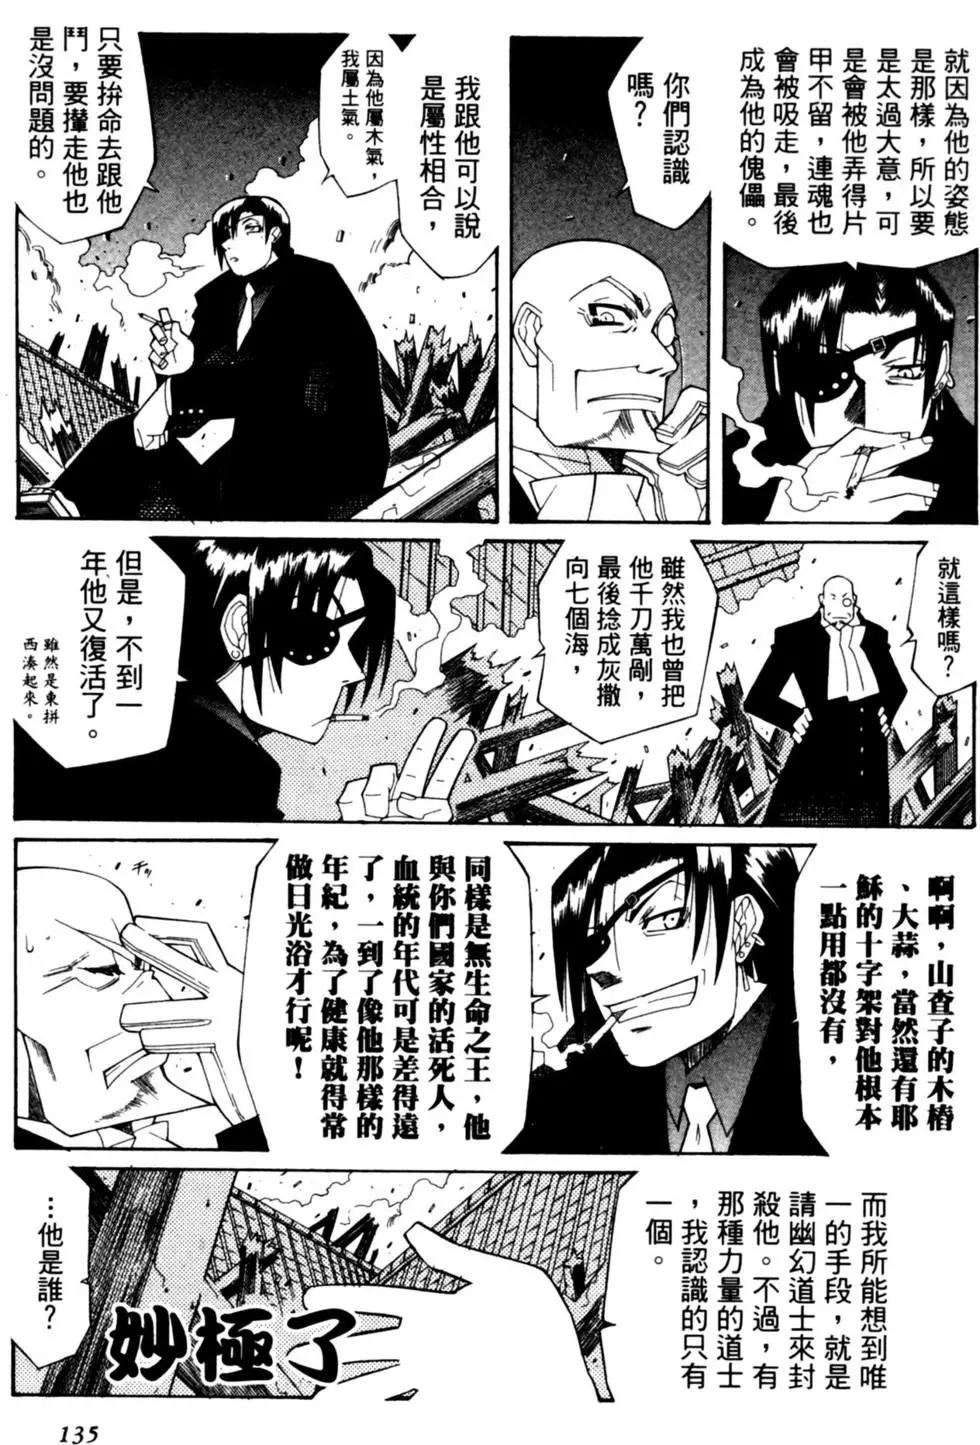 就因為他的姿態
是那樣，所以要
是太過大意，可
是會被他弄得片
甲不留，連魂也
會被吸走，最後
成為他的傀儡。
你們認識
嗎？
我跟他可以說
是屬性相合，
因為他屬木氣，
我屬土氣。
只要拚命去跟他
鬥，要攆走他也
是沒問題的。
就這樣嗎？
雖然我也曾把
他千刀萬剮，
最後捻成灰撒
向七個海，
但是，不到一
年他又復活了。
雖然是東拼
西湊起來。
啊啊，山查子的木樁
、大蒜，當然還有耶
穌的十字架對他根本
一點用都沒有，
同樣是無生命之王，他
與你們國家的活死人，
血統的年代可是差得遠
了，一到了像他那樣的
年紀，為了健康就得常
做日光浴才行呢！
チッ
而我所能想到唯
一的手段，就是
請幽幻道士來封
殺他。不過，有
那種力量的道士
，我認識的只有
一個。
…他是誰？
妙極了
135